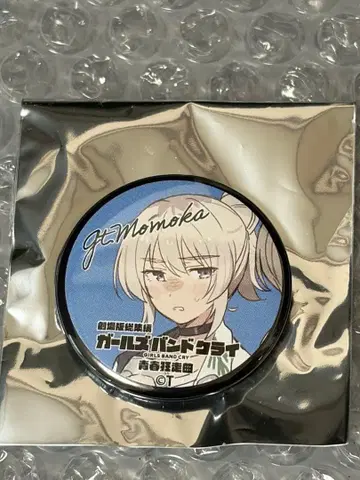 gt.Momoka
劇場版総集編
ガールズバンドクライ
GIRLS BAND CRY
青春狂走曲
©T